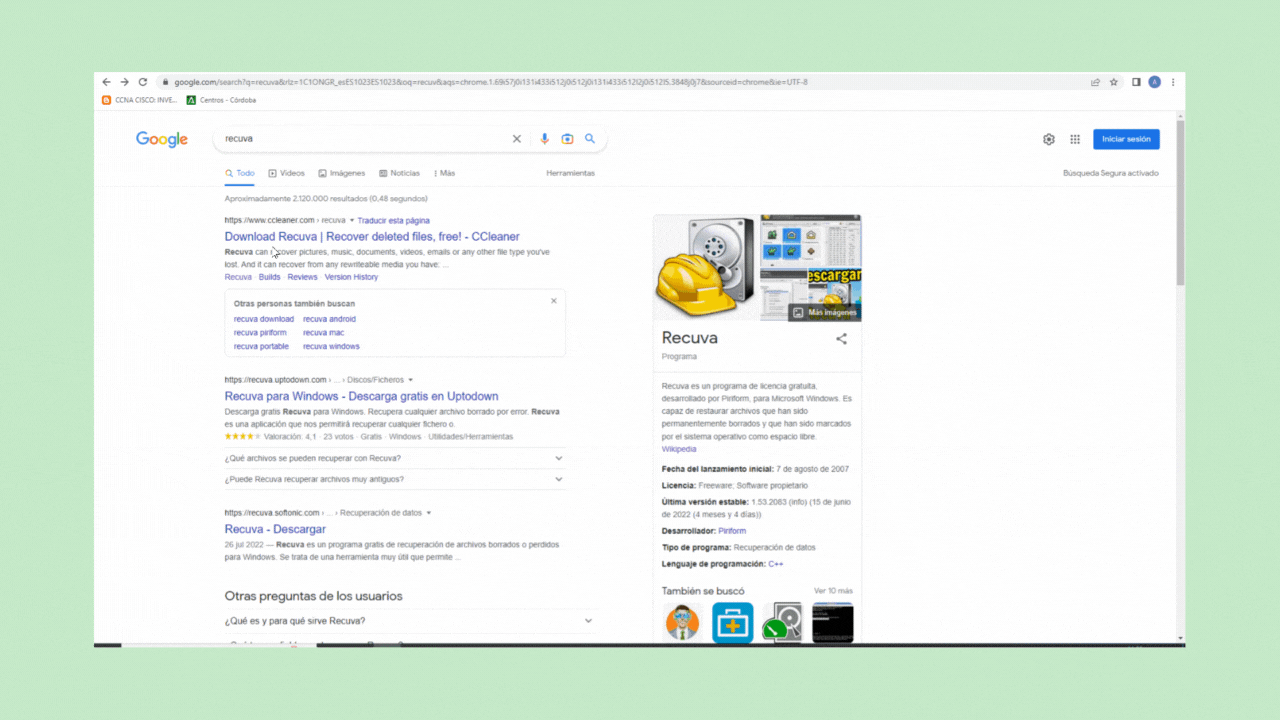 google.com/search?q=recuva&rlz=1C1ONGR_esES1023ES1023&oq=recuv&aqs=chrome.1.69i57j0i131i433i512j0i512j0i131i433i512l2j0i512l5.3848j0j7&sourceid=chrome&ie=UTF-8
CCNA CISCO: INVE...
Centros - Córdoba
Google
recuva
Iniciar sesión
Todo
Vídeos
Imágenes
Noticias
Más
Herramientas
Búsqueda Segura activado
Aproximadamente 2.120.000 resultados (0,48 segundos)
https://www.ccleaner.com › recuva
Traducir esta página
Download Recuva | Recover deleted files, free! - CCleaner
Recuva can recover pictures, music, documents, videos, emails or any other file type you've
lost. And it can recover from any rewriteable media you have: ...
Recuva · Builds · Reviews · Version History
Otras personas también buscan
recuva download
recuva android
recuva piriform
recuva mac
recuva portable
recuva windows
https://recuva.uptodown.com › ... › Discos/Ficheros
Recuva para Windows - Descarga gratis en Uptodown
Descarga gratis Recuva para Windows. Recupera cualquier archivo borrado por error. Recuva
es una aplicación que nos permitirá recuperar cualquier fichero o.
Valoración: 4,1 · 23 votos · Gratis · Windows · Utilidades/Herramientas
¿Qué archivos se pueden recuperar con Recuva?
¿Puede Recuva recuperar archivos muy antiguos?
https://recuva.softonic.com › ... › Recuperación de datos
Recuva - Descargar
26 jul 2022 — Recuva es un programa gratis de recuperación de archivos borrados o perdidos
para Windows. Se trata de una herramienta muy útil que permite ...
Otras preguntas de los usuarios
¿Qué es y para qué sirve Recuva?
escargar
Más imágenes
Recuva
Programa
Recuva es un programa de licencia gratuita,
desarrollado por Piriform, para Microsoft Windows. Es
capaz de restaurar archivos que han sido
permanentemente borrados y que han sido marcados
por el sistema operativo como espacio libre.
Wikipedia
Fecha del lanzamiento inicial: 7 de agosto de 2007
Licencia: Freeware; Software propietario
Última versión estable: 1.53.2083 (info) (15 de junio
de 2022 (4 meses y 4 días))
Desarrollador: Piriform
Tipo de programa: Recuperación de datos
Lenguaje de programación: C++
También se buscó
Ver 10 más